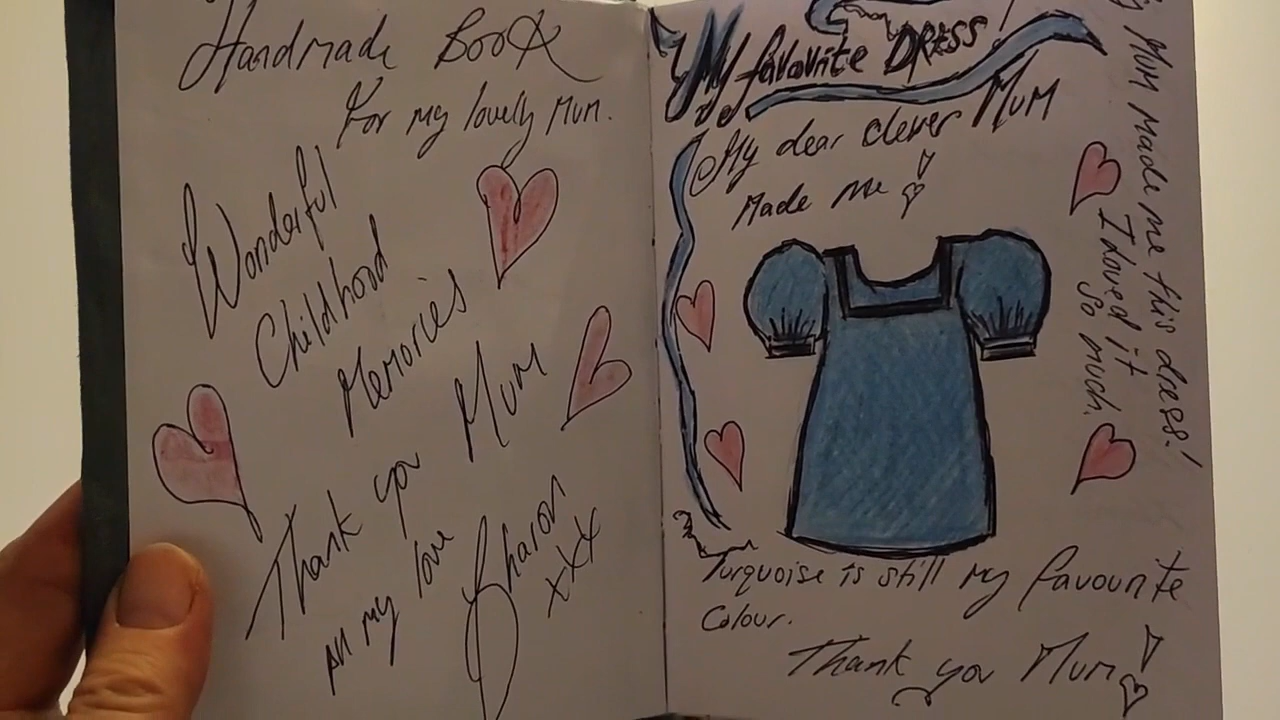 Handmade Book
For my lovely Mum.
Wonderful
Childhood
Memories
Thank you Mum
All my love
Sharon
xxx
My favourite DRESS!
My dear clever Mum
Made me!
My Mum Made me this dress!
I loved it
So much.
Turquoise is still my favourite
Colour.
Thank you Mum!